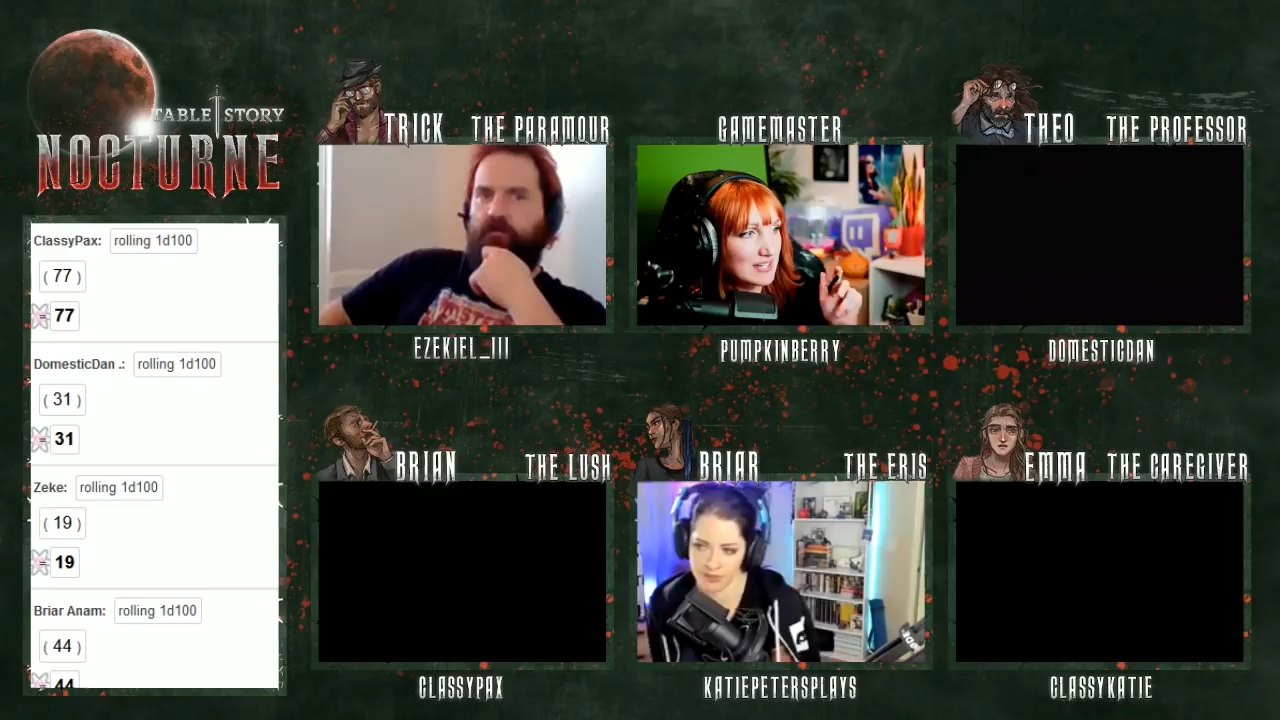 TABLE STORY
NOCTURNE
ClassyPax: rolling 1d100
( 77 )
= 77
DomesticDan .: rolling 1d100
( 31 )
= 31
Zeke: rolling 1d100
( 19 )
= 19
Briar Anam: rolling 1d100
( 44 )
= 44
TRICK THE PARAMOUR
EZEKIEL_III
GAMEMASTER
PUMPKINBERRY
THEO THE PROFESSOR
DOMESTICDAN
BRIAN THE LUSH
CLASSYPAX
BRIAR THE ERIS
KATIEPETERSPLAYS
EMMA THE CAREGIVER
CLASSYKATIE